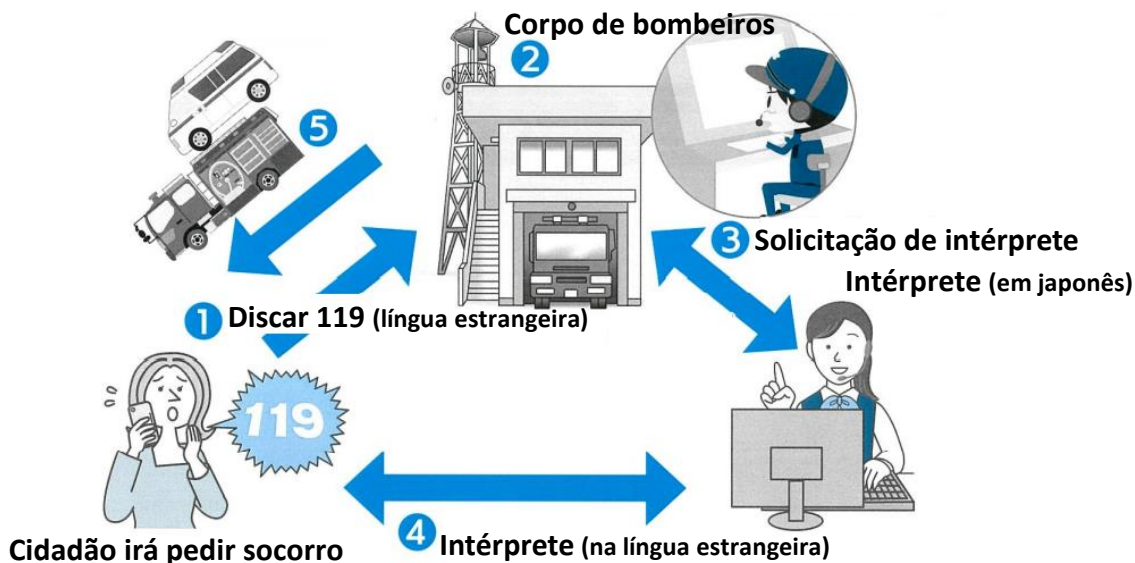 Corpo de bombeiros
2
5
3 Solicitação de intérprete
Intérprete (em japonês)
1 Discar 119 (língua estrangeira)
119
4 Intérprete (na língua estrangeira)
Cidadão irá pedir socorro